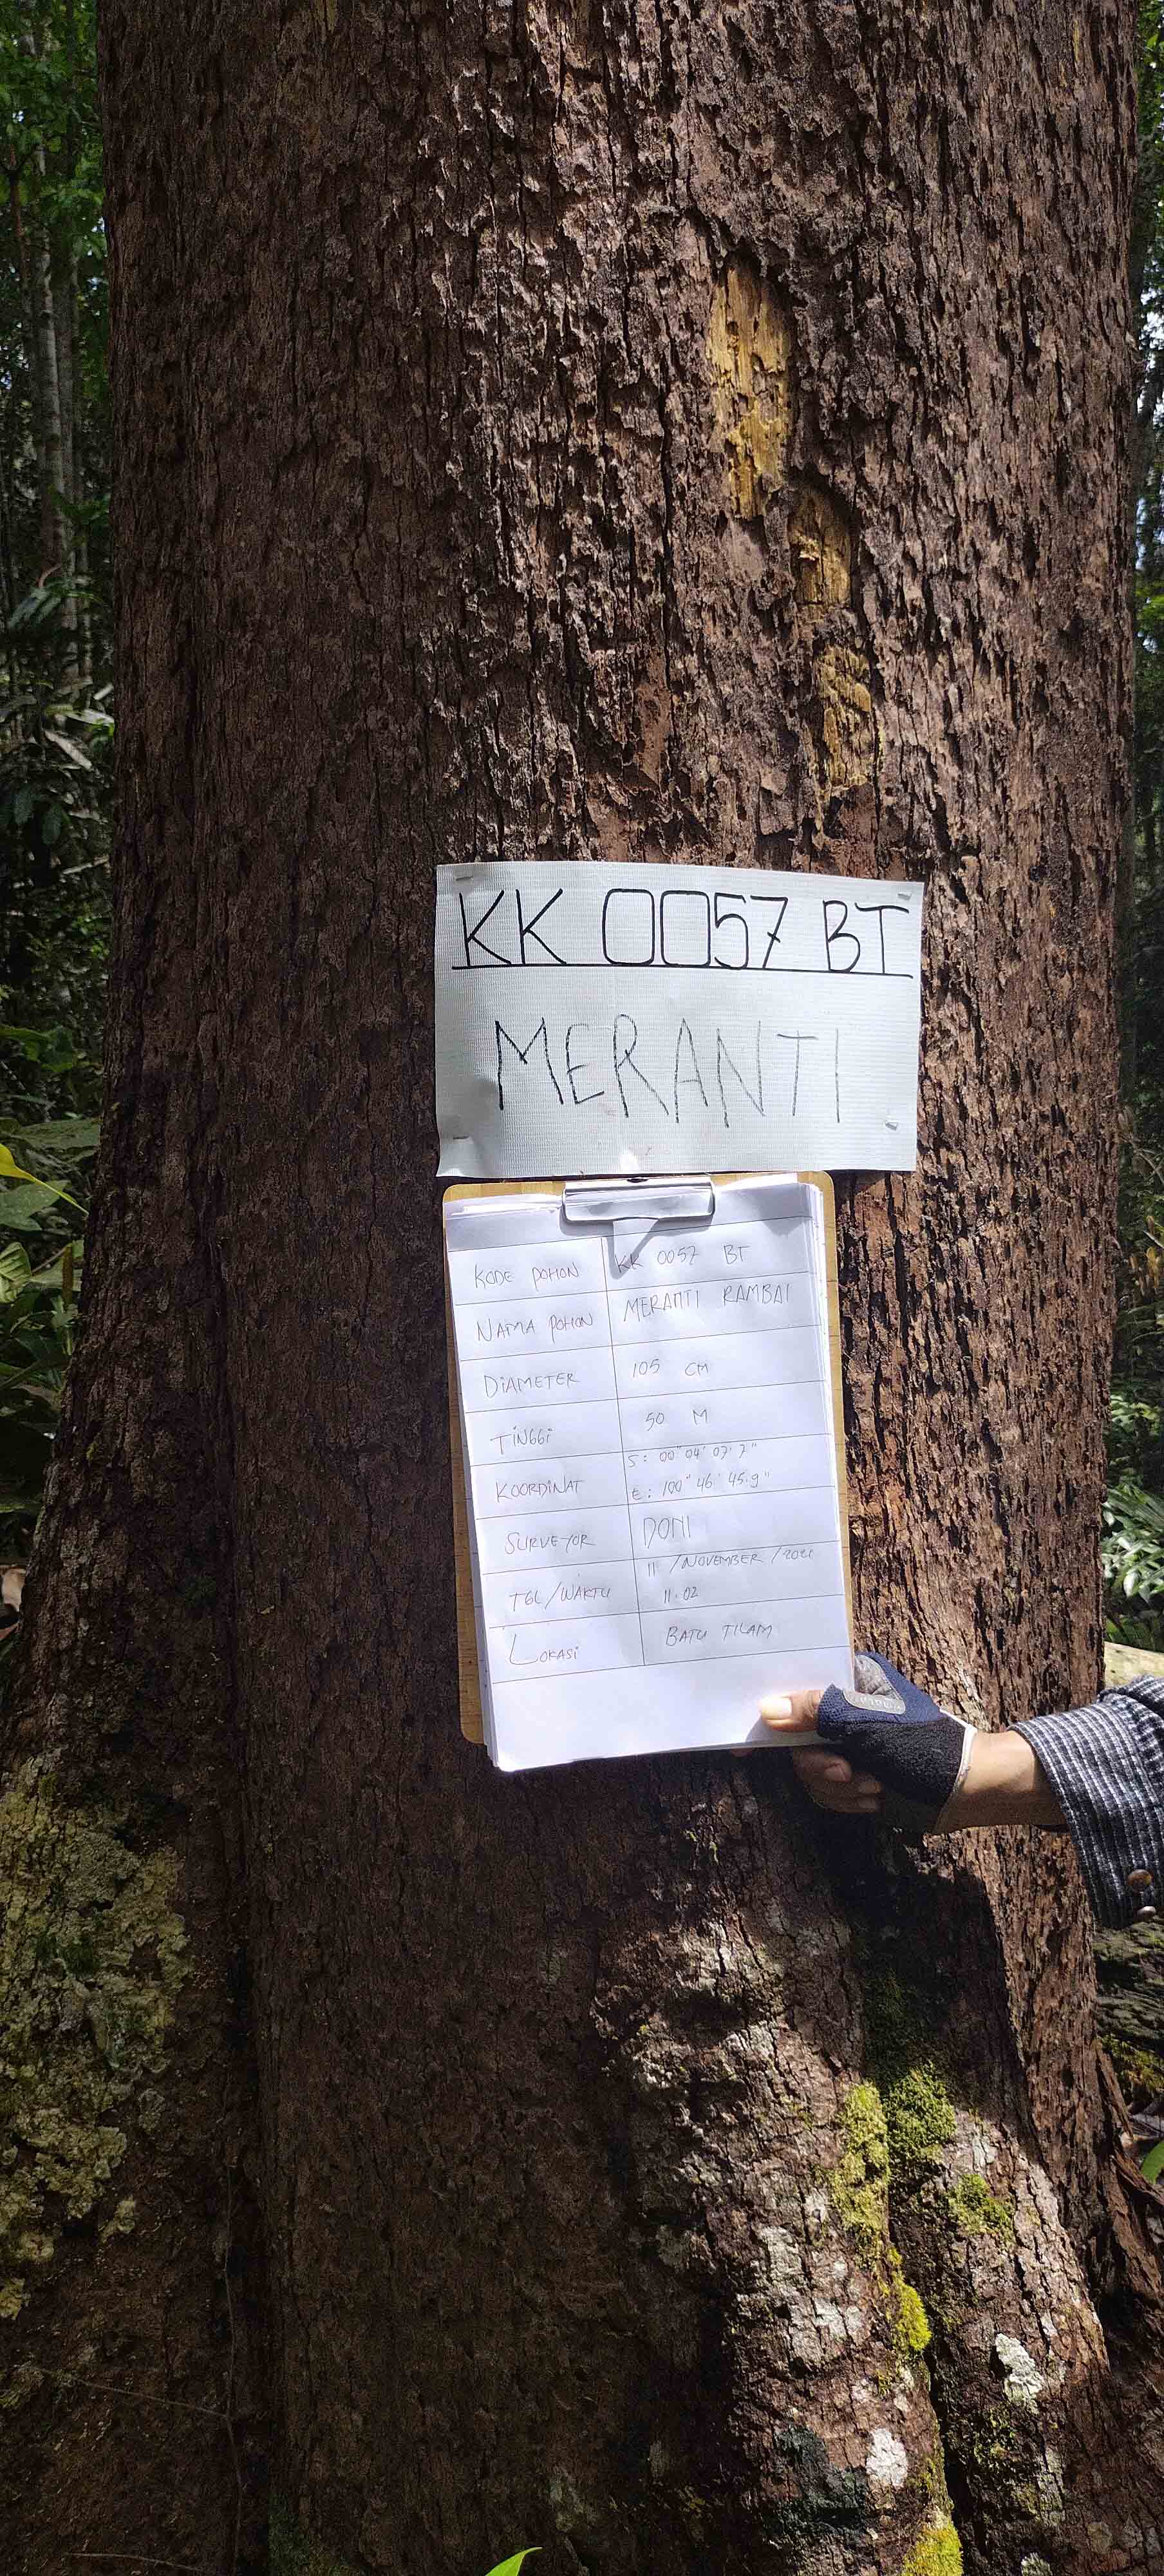 KK 0057 BT
MERANTI
KODE POHON KK 0057 BT
NAMA POHON MERANTI RAMBAI
DIAMETER 105 CM
TINGGI 50 M
KOORDINAT S: 00" 04' 07.7"
E: 100" 46' 45.9"
SURVEYOR DONI
TGL/WAKTU 11 /NOVEMBER /2021
11.02
LOKASI BATU TILAM